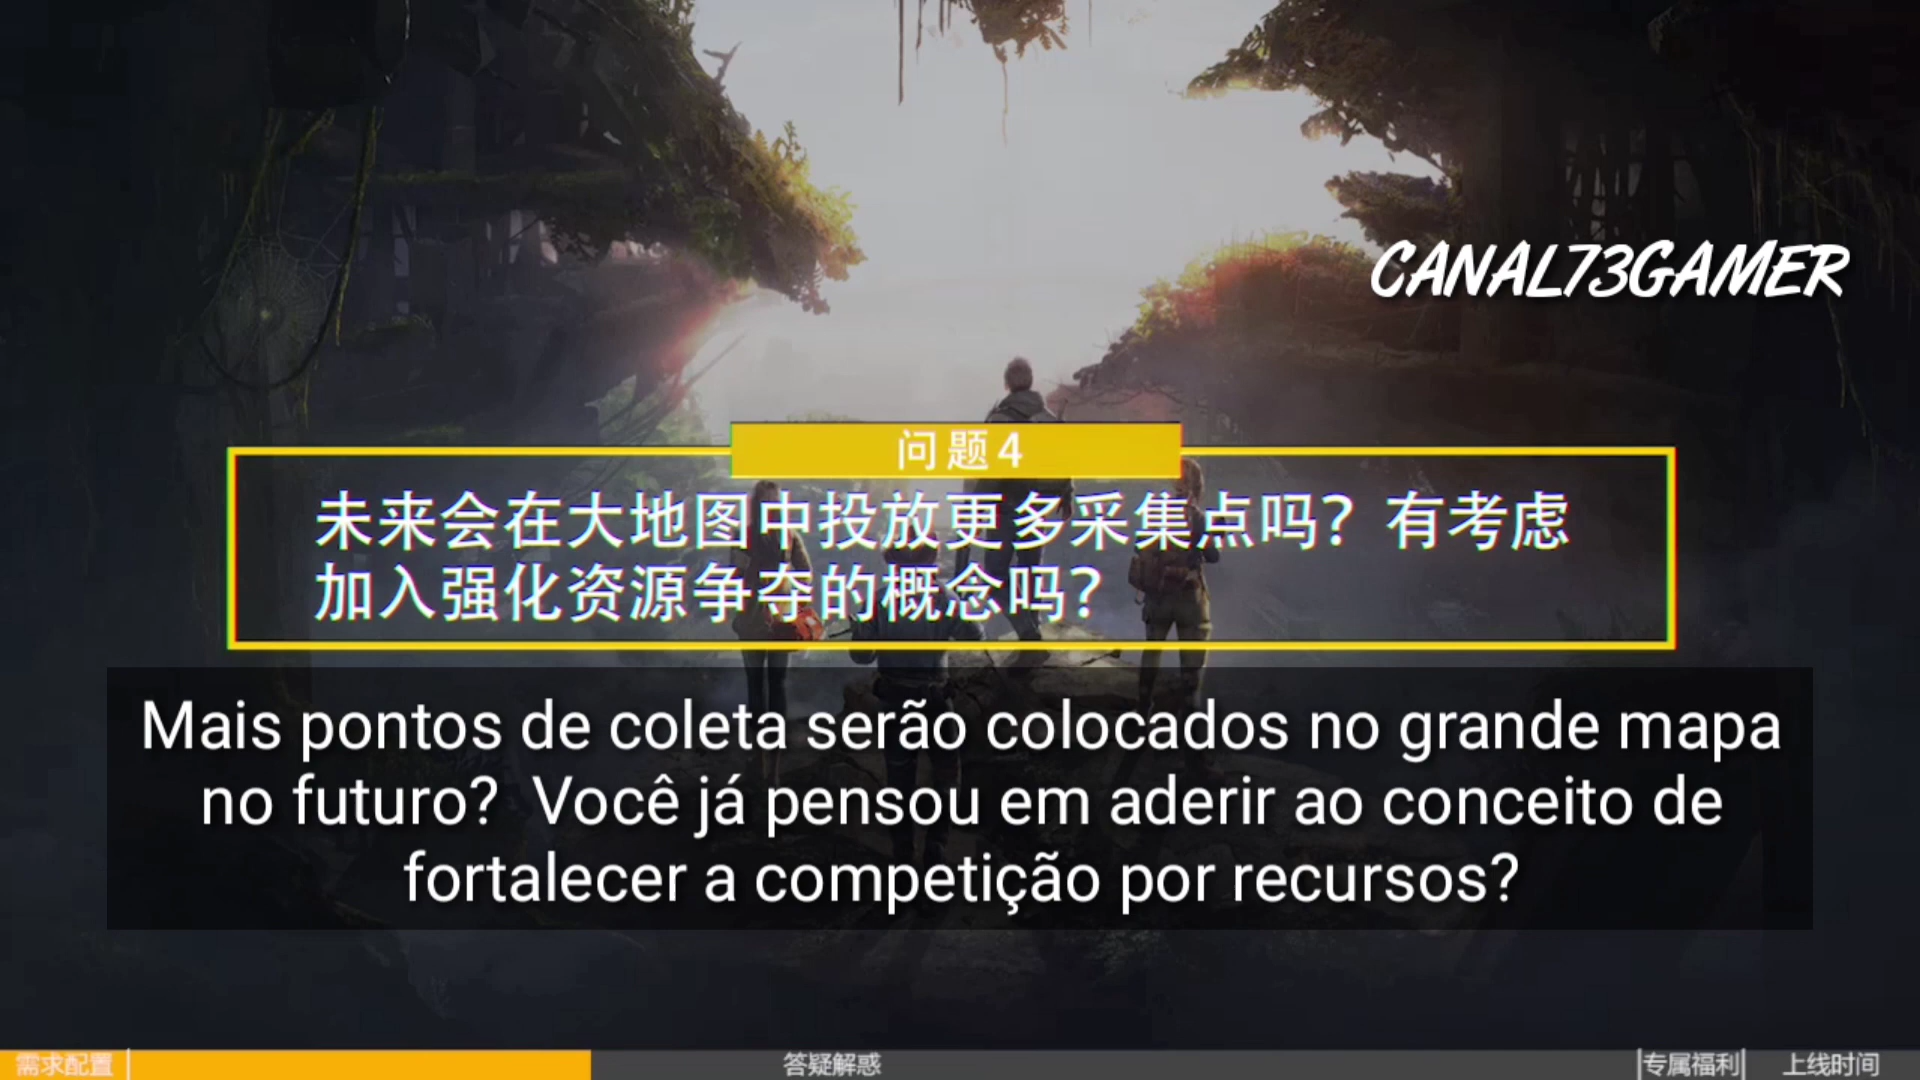 CANAL73GAMER
问题4
未来会在大地图中投放更多采集点吗？有考虑
加入强化资源争夺的概念吗？
Mais pontos de coleta serão colocados no grande mapa
no futuro? Você já pensou em aderir ao conceito de
fortalecer a competição por recursos?
需求配置
答疑解惑
专属福利
上线时间